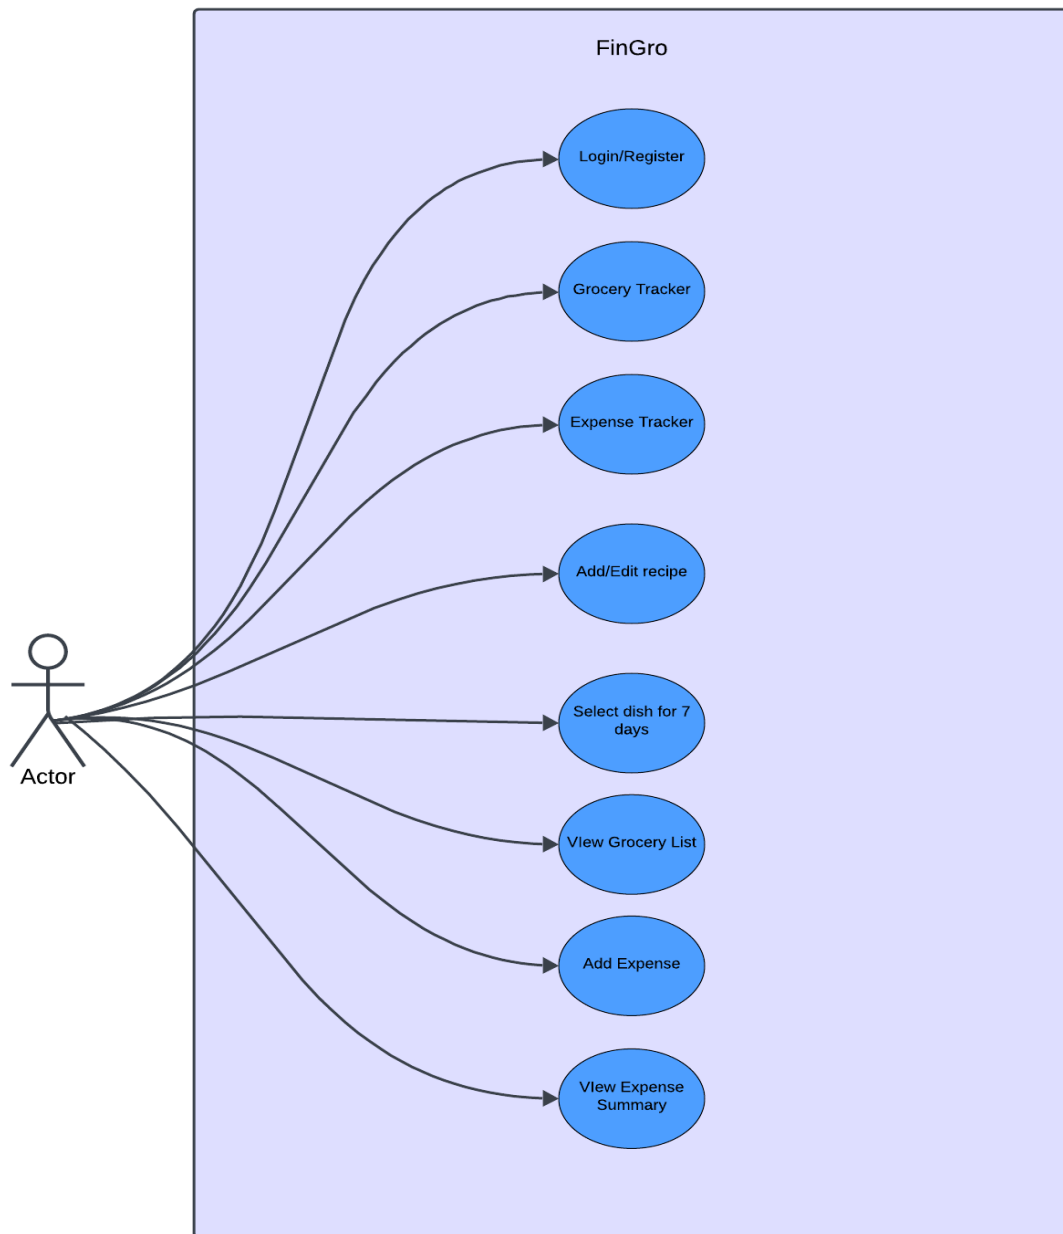 FinGro
Login/Register
Grocery Tracker
Expense Tracker
Add/Edit recipe
Select dish for 7
days
VIew Grocery List
Add Expense
VIew Expense
Summary
Actor